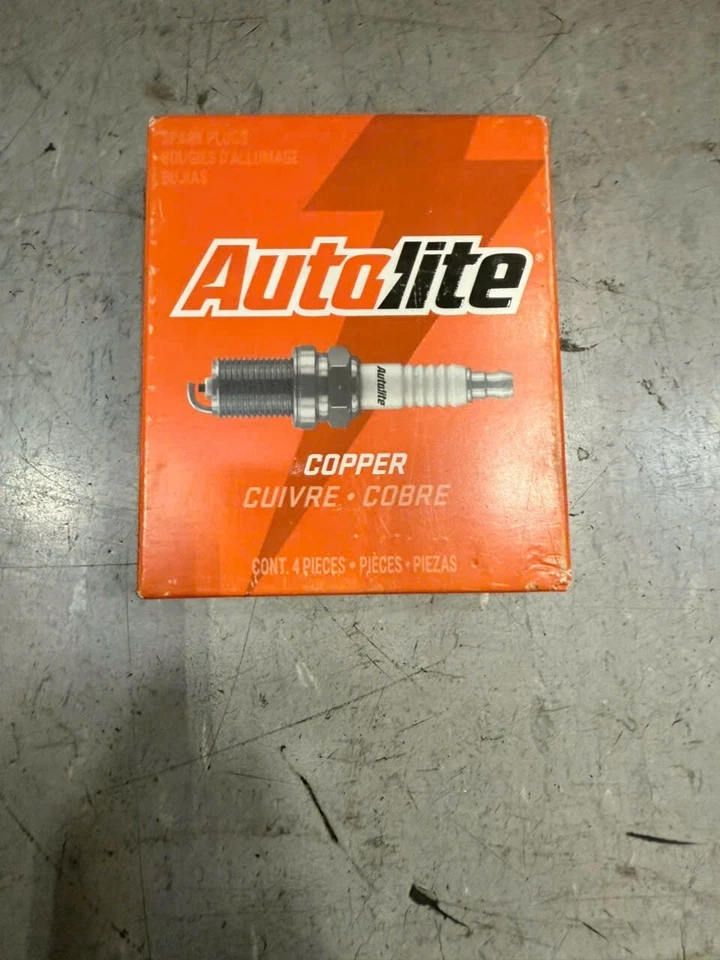 SPARK PLUGS
BOUGIES D'ALLUMAGE
BUJIAS
Autolite®
Autolite
COPPER
CUIVRE • COBRE
CONT. 4 PIECES • PIÈCES • PIEZAS